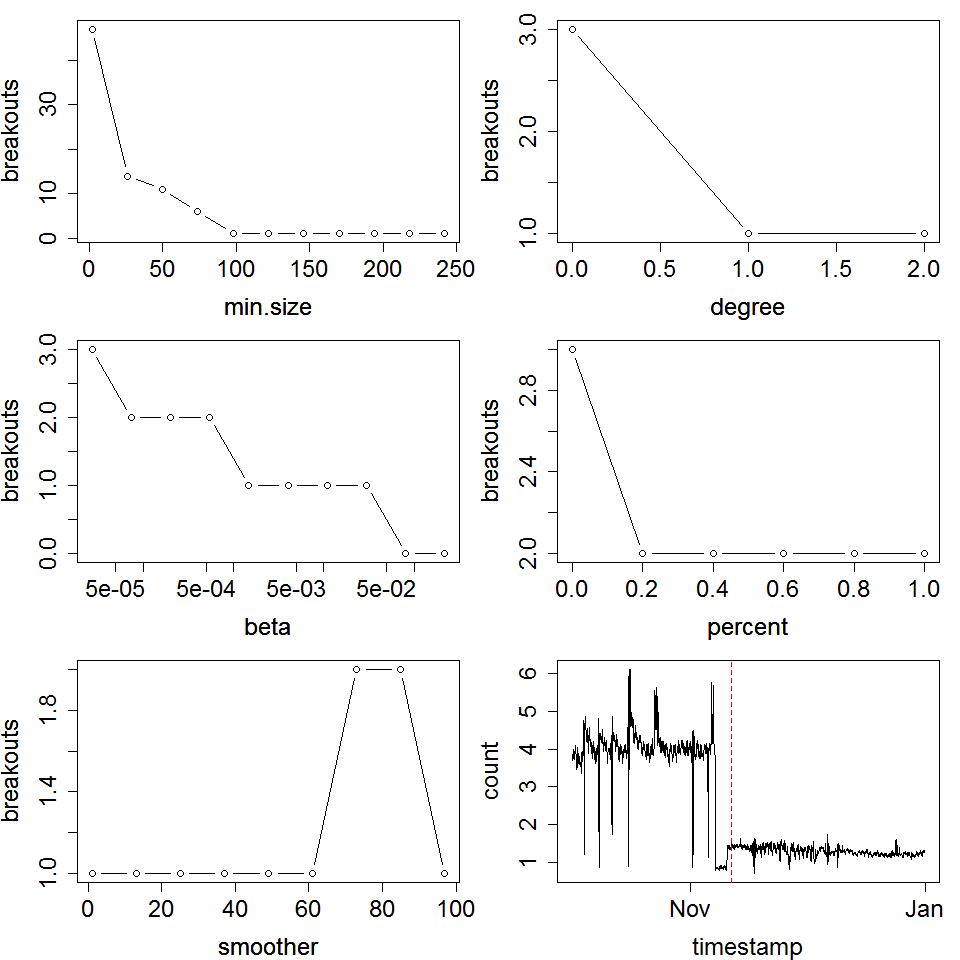 breakouts
0 10 30
0 50 100 150 200 250
min.size
breakouts
1.0 2.0 3.0
0.0 0.5 1.0 1.5 2.0
degree
breakouts
0.0 1.0 2.0 3.0
5e-05 5e-04 5e-03 5e-02
beta
breakouts
2.0 2.4 2.8
0.0 0.2 0.4 0.6 0.8 1.0
percent
breakouts
1.0 1.4 1.8
0 20 40 60 80 100
smoother
count
1 2 3 4 5 6
Nov Jan
timestamp